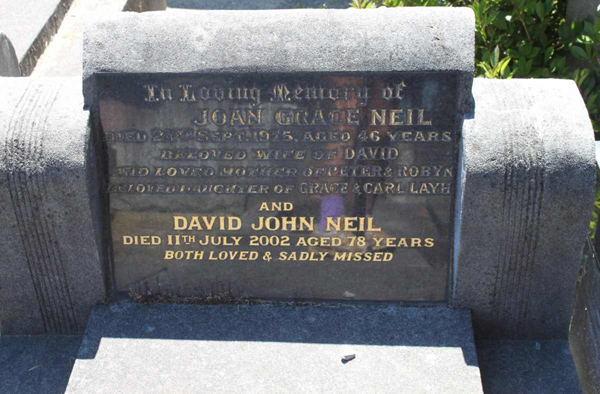 In Loving Memory of
JOAN GRACE NEIL
DIED 24TH SEPT. 1975, AGED 46 YEARS
BELOVED WIFE OF DAVID
AND LOVED MOTHER OF PETER & ROBYN
BELOVED DAUGHTER OF GRACE & CARL LAYH
AND
DAVID JOHN NEIL
DIED 11TH JULY 2002 AGED 78 YEARS
BOTH LOVED & SADLY MISSED